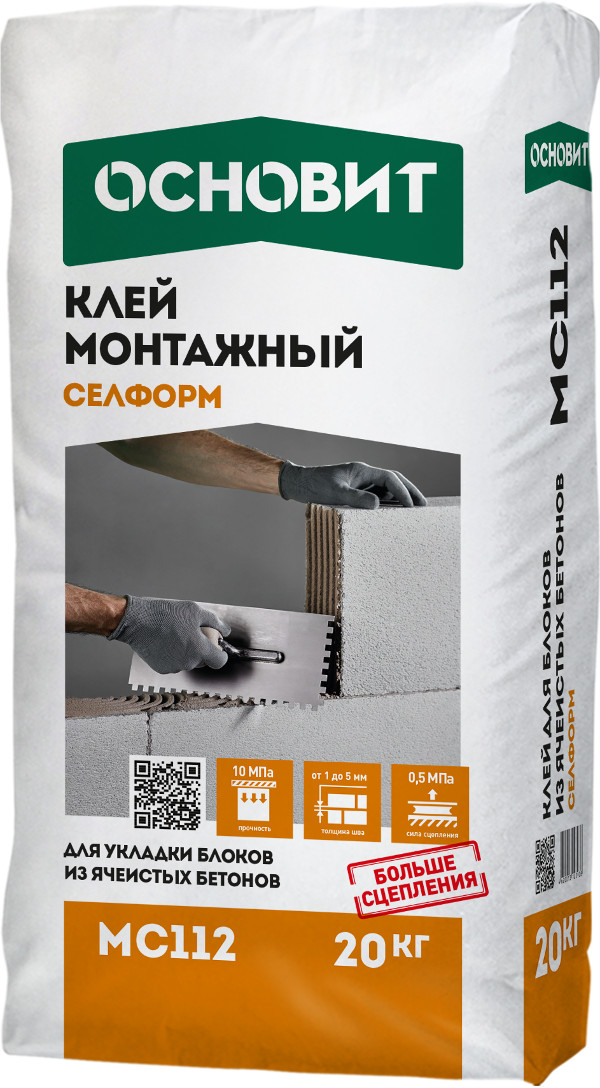 ОСНОВИТ
КЛЕЙ
МОНТАЖНЫЙ
СЕЛФОРМ
10 МПа
прочность
от 1 до 5 мм
толщина шва
0,5 МПа
сила сцепления
ДЛЯ УКЛАДКИ БЛОКОВ
ИЗ ЯЧЕИСТЫХ БЕТОНОВ
БОЛЬШЕ
СЦЕПЛЕНИЯ
МС112
20 КГ
ОСНОВИТ
МС112
КЛЕЙ ДЛЯ БЛОКОВ
ИЗ ЯЧЕИСТЫХ БЕТОНОВ
СЕЛФОРМ
20 КГ